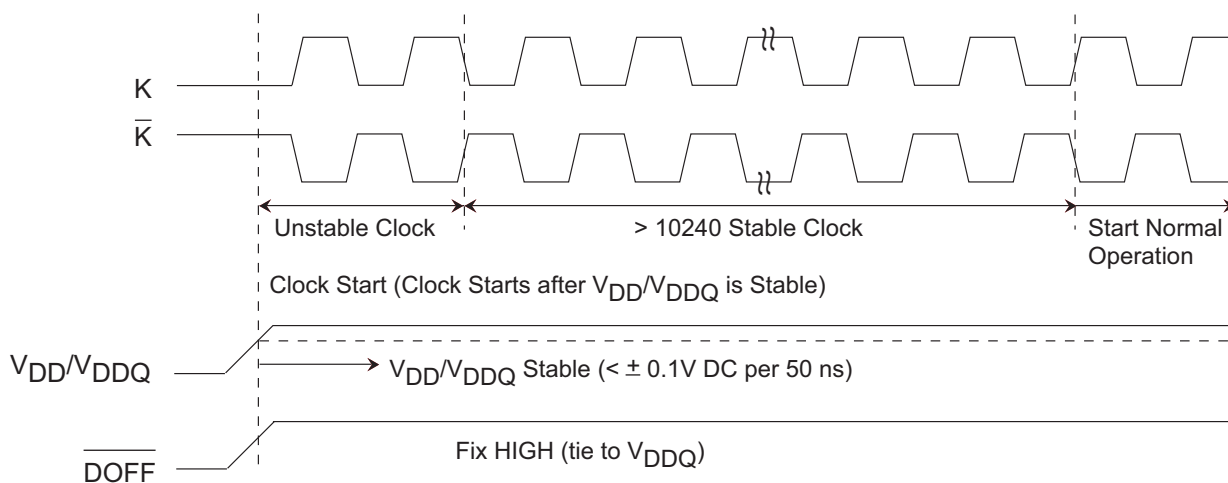 K
K̅
Unstable Clock
> 10240 Stable Clock
Start Normal
Operation
Clock Start (Clock Starts after VDD/VDDQ is Stable)
VDD/VDDQ
VDD/VDDQ Stable (< ± 0.1V DC per 50 ns)
D̅O̅F̅F̅
Fix HIGH (tie to VDDQ)